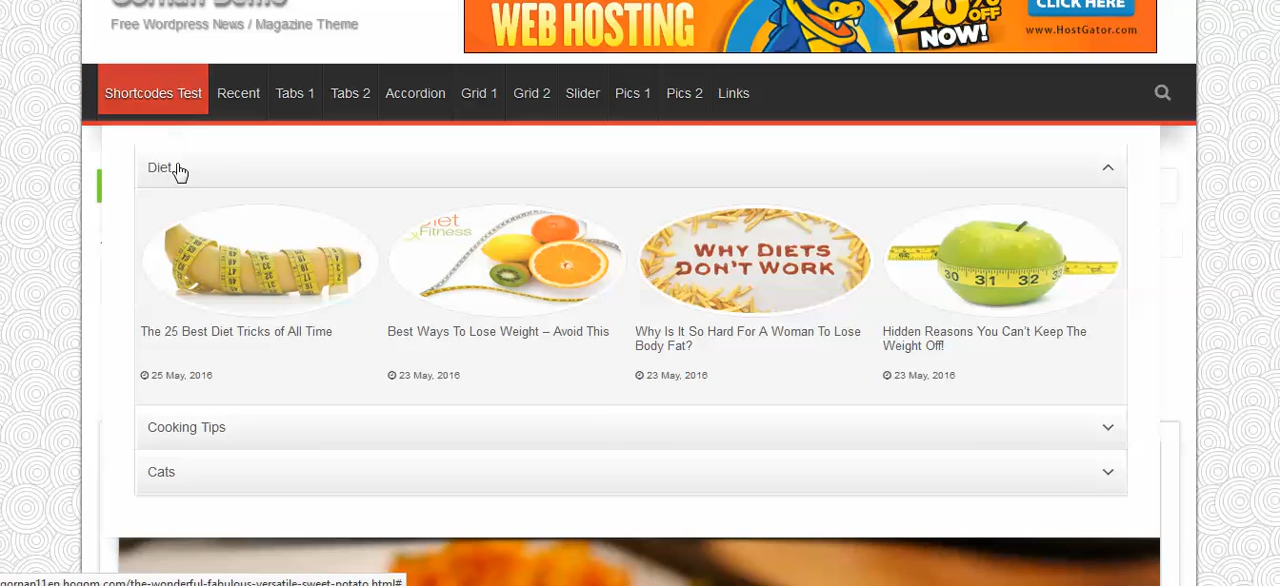 Gornan Demo
Free Wordpress News / Magazine Theme
WEB HOSTING
20% OFF
NOW!
CLICK HERE
www.HostGator.com
Shortcodes Test Recent Tabs 1 Tabs 2 Accordion Grid 1 Grid 2 Slider Pics 1 Pics 2 Links
Diet
Diet
Fitness
WHY DIETS
DON'T WORK
30 31 32
The 25 Best Diet Tricks of All Time
Best Ways To Lose Weight – Avoid This
Why Is It So Hard For A Woman To Lose
Body Fat?
Hidden Reasons You Can't Keep The
Weight Off!
25 May, 2016
23 May, 2016
23 May, 2016
23 May, 2016
Cooking Tips
Cats
gornan11en.hogom.com/the-wonderful-fabulous-versatile-sweet-potato.html#